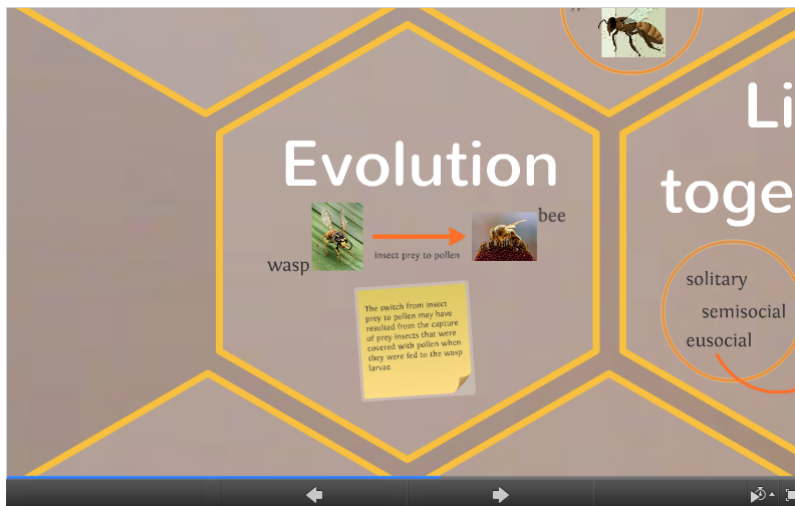 Evolution
wasp
insect prey to pollen
bee
The switch from insect
prey to pollen may have
resulted from the capture
of prey insects that were
covered with pollen when
they were fed to the wasp
larvae.
Li
toge
solitary
semisocial
eusocial